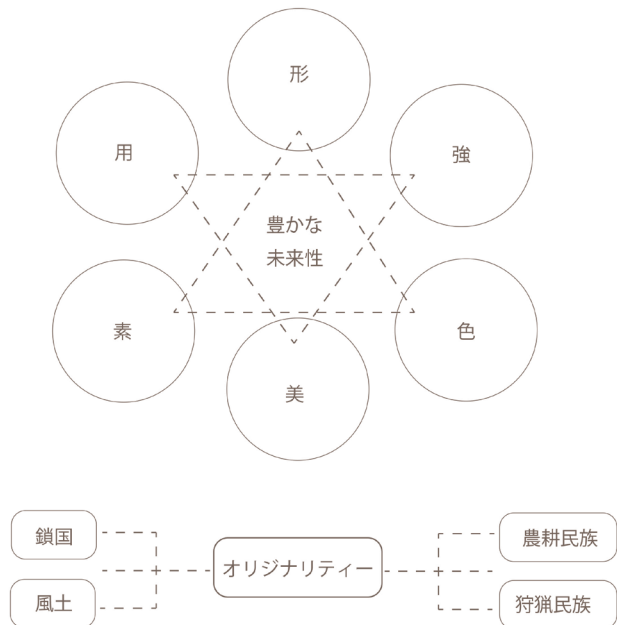 形
用
強
豊かな
未来性
素
色
美
鎖国
農耕民族
オリジナリティー
風土
狩猟民族